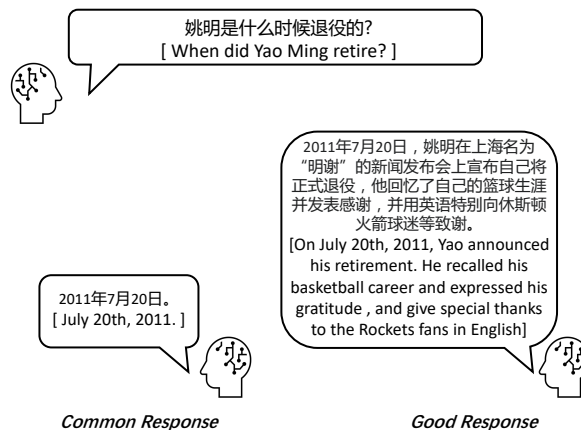 姚明是什么时候退役的?
[ When did Yao Ming retire? ]
2011年7月20日，姚明在上海名为
“明谢”的新闻发布会上宣布自己将
正式退役，他回忆了自己的篮球生涯
并发表感谢，并用英语特别向休斯顿
火箭球迷等致谢。
[On July 20th, 2011, Yao announced
his retirement. He recalled his
basketball career and expressed his
gratitude , and give special thanks
to the Rockets fans in English]
2011年7月20日。
[ July 20th, 2011. ]
Common Response
Good Response